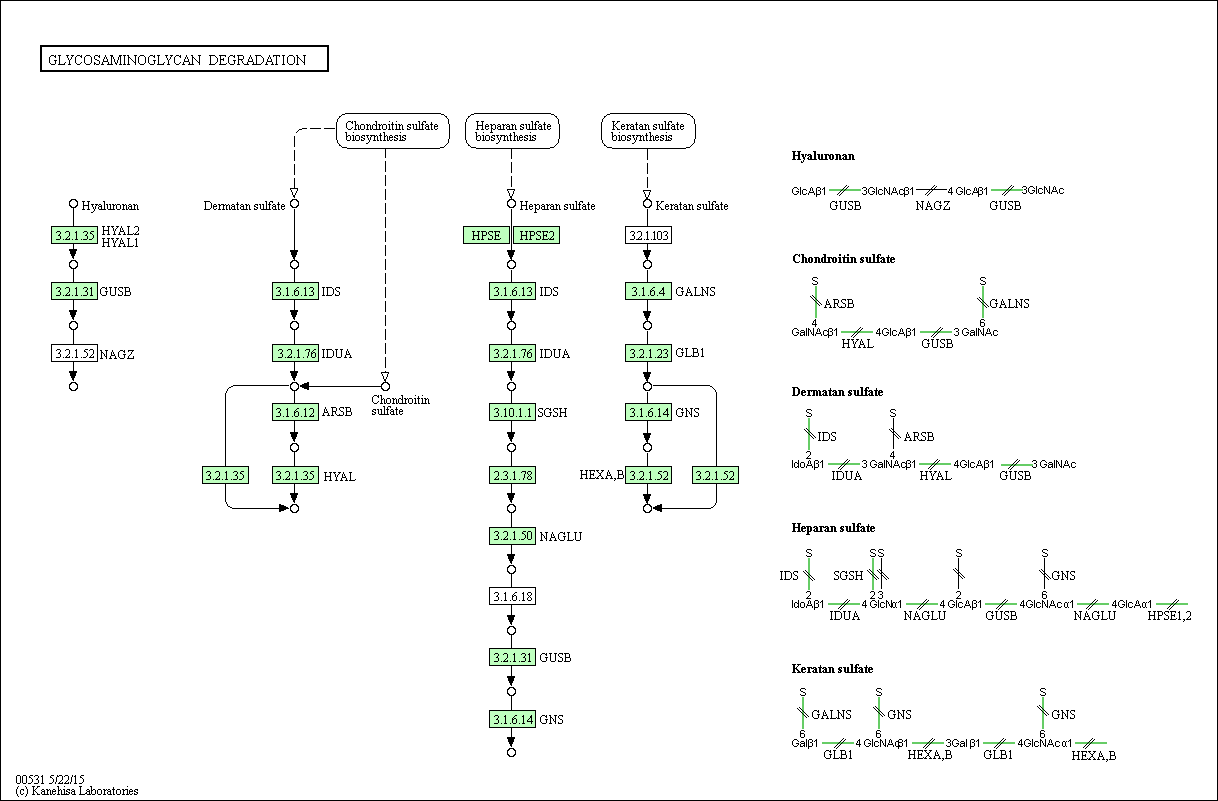 GLYCOSAMINOGLYCAN DEGRADATION
Chondroitin sulfate
biosynthesis
Heparan sulfate
biosynthesis
Keratan sulfate
biosynthesis
Hyaluronan
Dermatan sulfate
Heparan sulfate
Keratan sulfate
3.2.1.35
HYAL2
HYAL1
HPSE
HPSE2
3.2.1.103
3.2.1.31
GUSB
3.1.6.13
IDS
3.1.6.13
IDS
3.1.6.4
GALNS
3.2.1.52
NAGZ
3.2.1.76
IDUA
3.2.1.76
IDUA
3.2.1.23
GLB1
Chondroitin
sulfate
3.1.6.12
ARSB
3.10.1.1
SGSH
3.1.6.14
GNS
3.2.1.35
3.2.1.35
HYAL
2.3.1.78
HEXA,B
3.2.1.52
3.2.1.52
3.2.1.50
NAGLU
3.1.6.18
3.2.1.31
GUSB
3.1.6.14
GNS
Hyaluronan
GlcAβ1 3GlcNAcβ1 4 GlcAβ1 3GlcNAc
GUSB NAGZ GUSB
Chondroitin sulfate
S S
ARSB GALNS
4 6
GalNAcβ1 4GlcAβ1 3 GalNAc
HYAL GUSB
Dermatan sulfate
S S
IDS ARSB
2 4
IdoAβ1 3 GalNAcβ1 4GlcAβ1 3 GalNAc
IDUA HYAL GUSB
Heparan sulfate
S S S S S
IDS SGSH GNS
2 2 3 2 6
IdoAβ1 4 GlcNα1 4 GlcAβ1 4GlcNAcα1 4GlcAα1
IDUA NAGLU GUSB NAGLU HPSE1,2
Keratan sulfate
S S S
GALNS GNS GNS
6 6 6
Galβ1 4 GlcNAcβ1 3Galβ1 4GlcNAcα1
GLB1 HEXA,B GLB1 HEXA,B
00531 5/22/15
(c) Kanehisa Laboratories